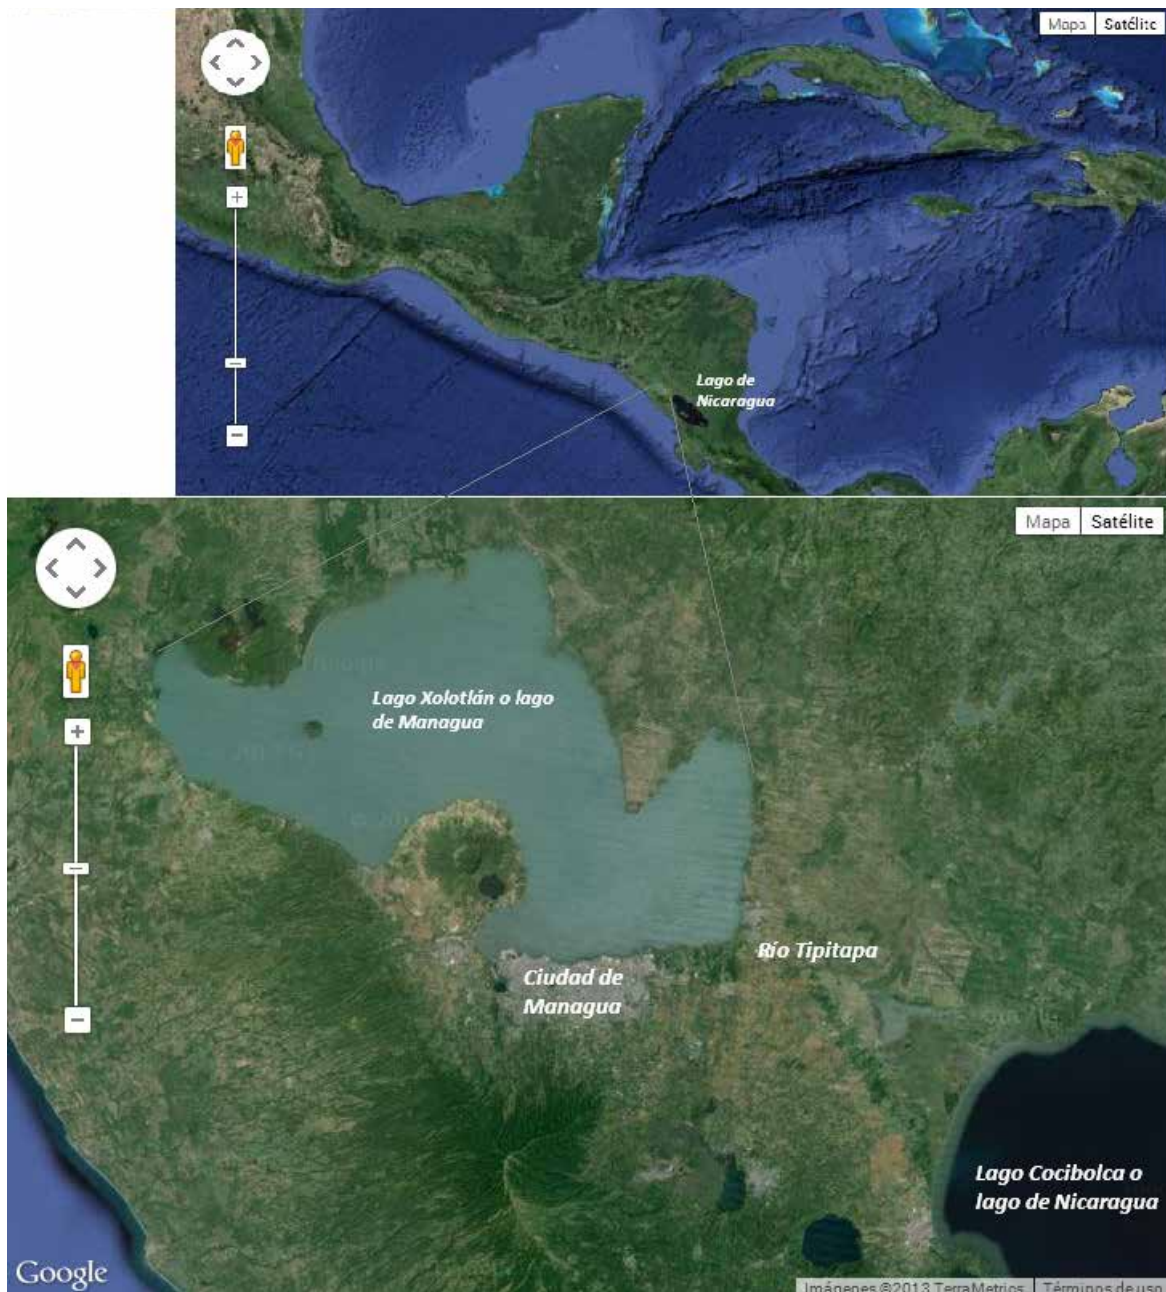 Mapa Satélite
Lago de
Nicaragua
Mapa Satélite
Lago Xolotlán o lago
de Managua
Río Tipitapa
Ciudad de
Managua
Lago Cocibolca o
lago de Nicaragua
Google
Imágenes ©2013 TerraMetrics Términos de uso